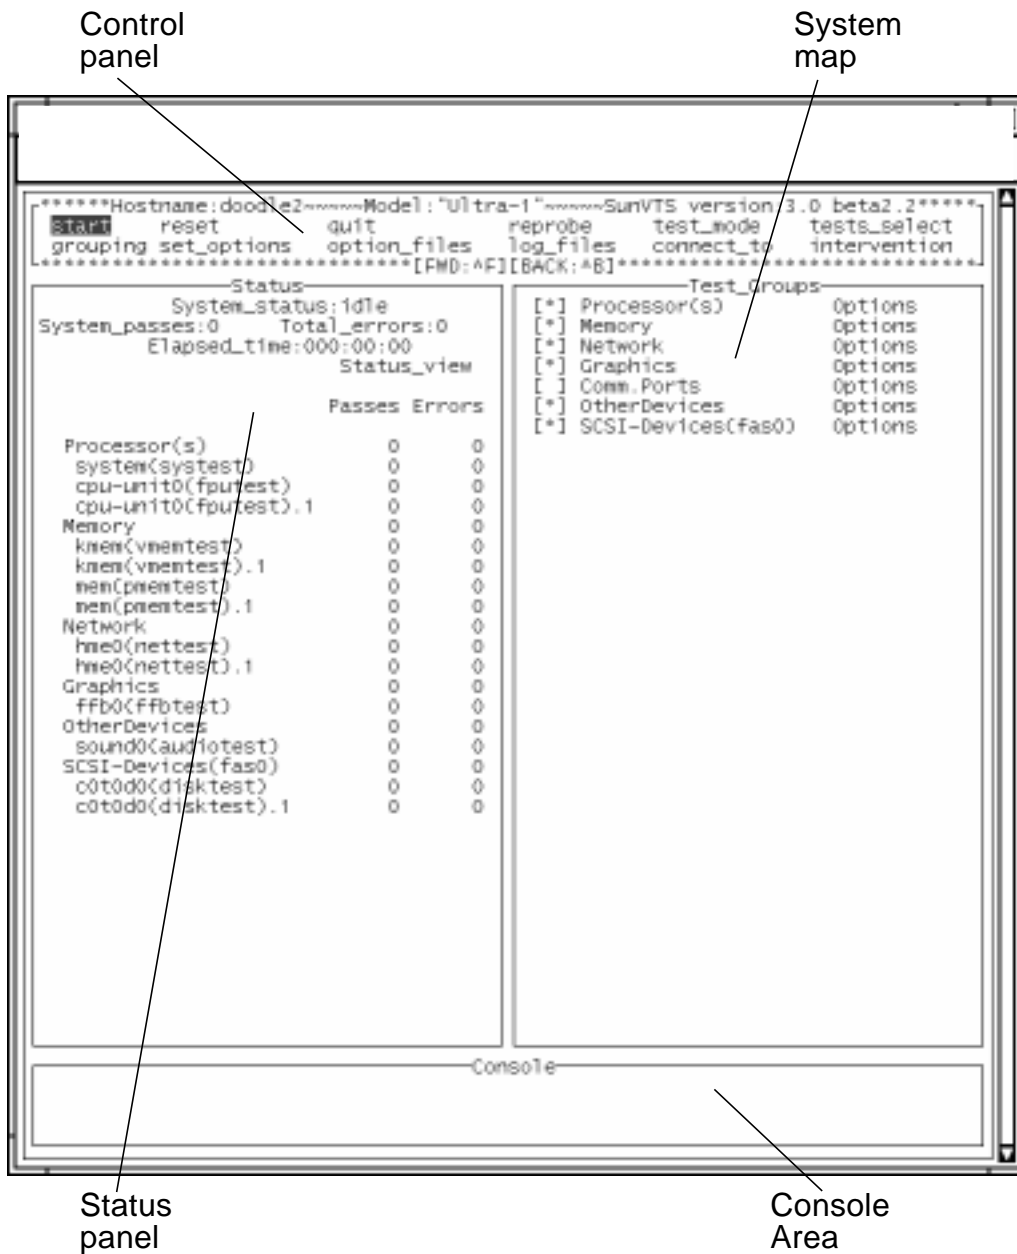 Control
panel
System
map
******Hostname:doodle2~~~~~Model:"Ultra-1"~~~~~SunVTS version 3.0 beta2.2*****
start reset quit reprobe test_mode tests_select
grouping set_options option_files log_files connect_to intervention
[FWD:^F][BACK:^B]
Status
System_status:idle
System_passes:0 Total_errors:0
Elapsed_time:000:00:00
Status_view
Passes Errors
Processor(s) 0 0
system(systest) 0 0
cpu-unit0(fputest) 0 0
cpu-unit0(fputest).1 0 0
Memory 0 0
kmem(vmemtest) 0 0
kmem(vmemtest).1 0 0
mem(pmemtest) 0 0
mem(pmemtest).1 0 0
Network 0 0
hme0(nettest) 0 0
hme0(nettest).1 0 0
Graphics 0 0
ffb0(ffbtest) 0 0
OtherDevices 0 0
sound0(audiotest) 0 0
SCSI-Devices(fas0) 0 0
c0t0d0(disktest) 0 0
c0t0d0(disktest).1 0 0
Test_Groups
[*] Processor(s) Options
[*] Memory Options
[*] Network Options
[*] Graphics Options
[ ] Comm.Ports Options
[*] OtherDevices Options
[*] SCSI-Devices(fas0) Options
Console
Status
panel
Console
Area